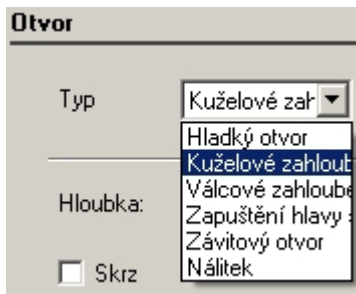 Otvor
Typ
Kuželové zah
Hladký otvor
Kuželové zahloub
Válcové zahloube
Zapuštění hlavy
Závitový otvor
Nálitek
Hloubka:
Skrz